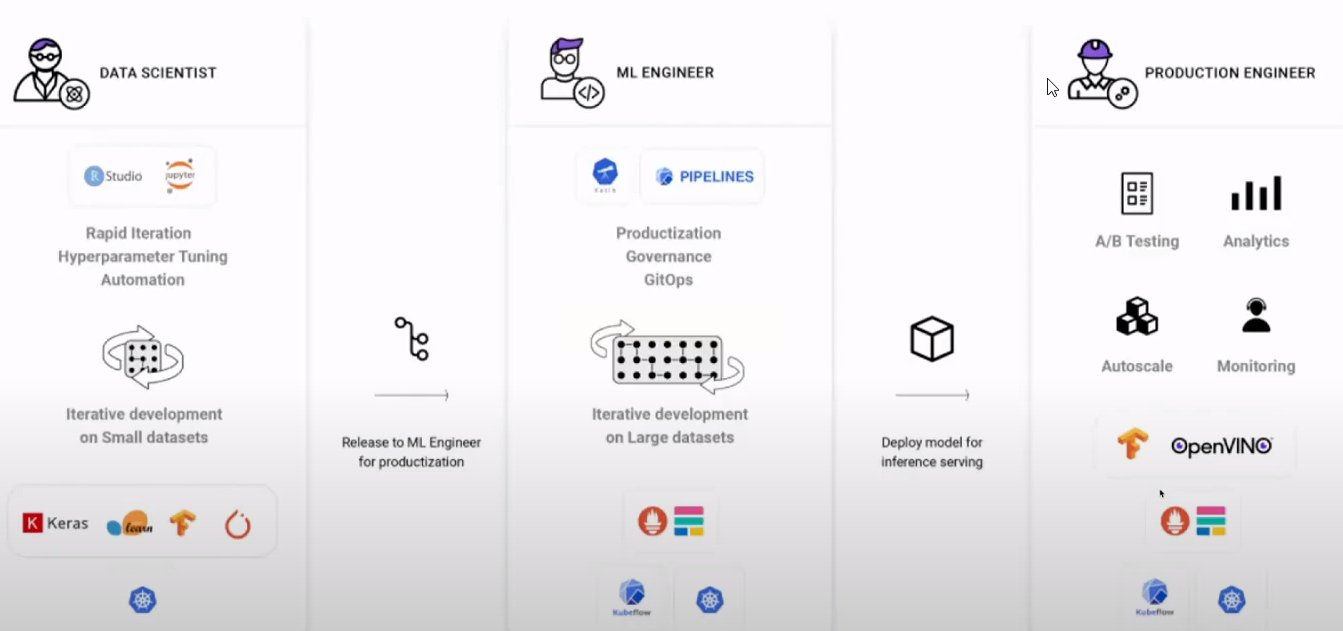 DATA SCIENTIST
R Studio
jupyter
Rapid Iteration
Hyperparameter Tuning
Automation
Iterative development
on Small datasets
K Keras
learn
Release to ML Engineer
for productization
ML ENGINEER
</>
Katib
PIPELINES
Productization
Governance
GitOps
Iterative development
on Large datasets
Kubeflow
Deploy model for
inference serving
PRODUCTION ENGINEER
A/B Testing
Analytics
Autoscale
Monitoring
OpenVINO
Kubeflow